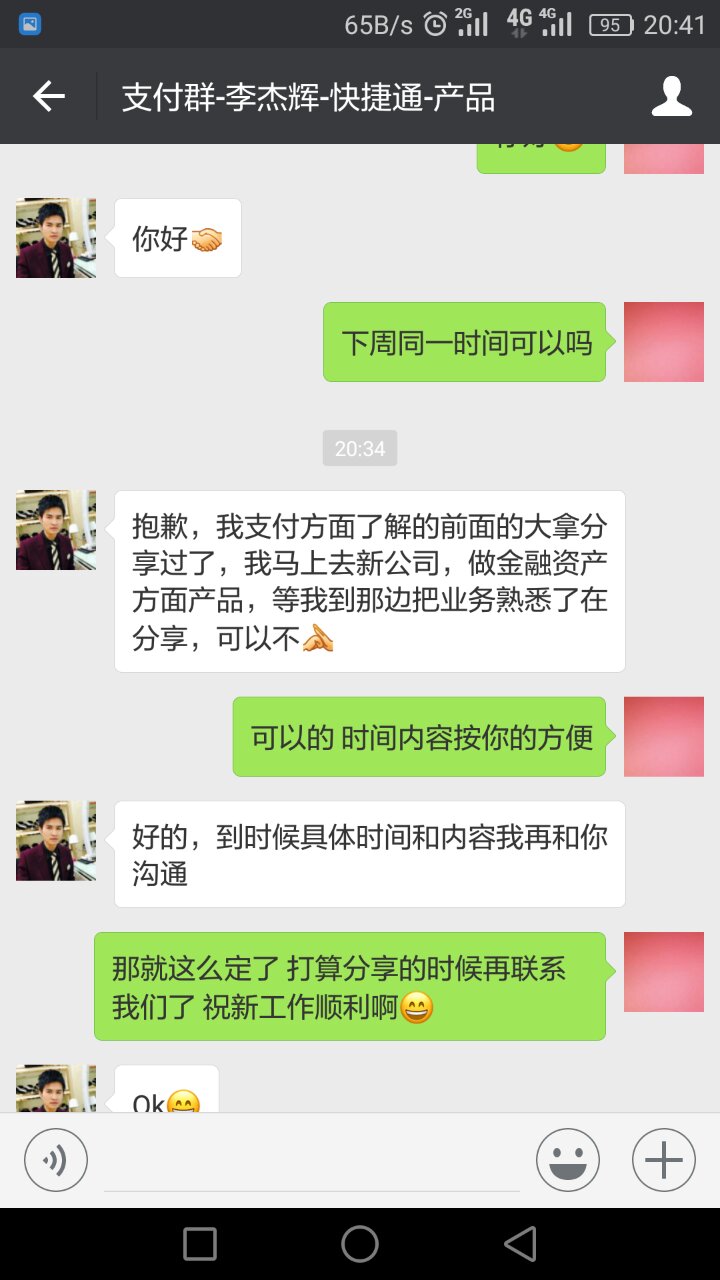 65B/s 2G 4G 4G 95 20:41
支付群-李杰辉-快捷通-产品
你好
下周同一时间可以吗
20:34
抱歉，我支付方面了解的前面的大拿分
享过了，我马上去新公司，做金融资产
方面产品，等我到那边把业务熟悉了在
分享，可以不
可以的 时间内容按你的方便
好的，到时候具体时间和内容我再和你
沟通
那就这么定了 打算分享的时候再联系
我们了 祝新工作顺利啊
Ok